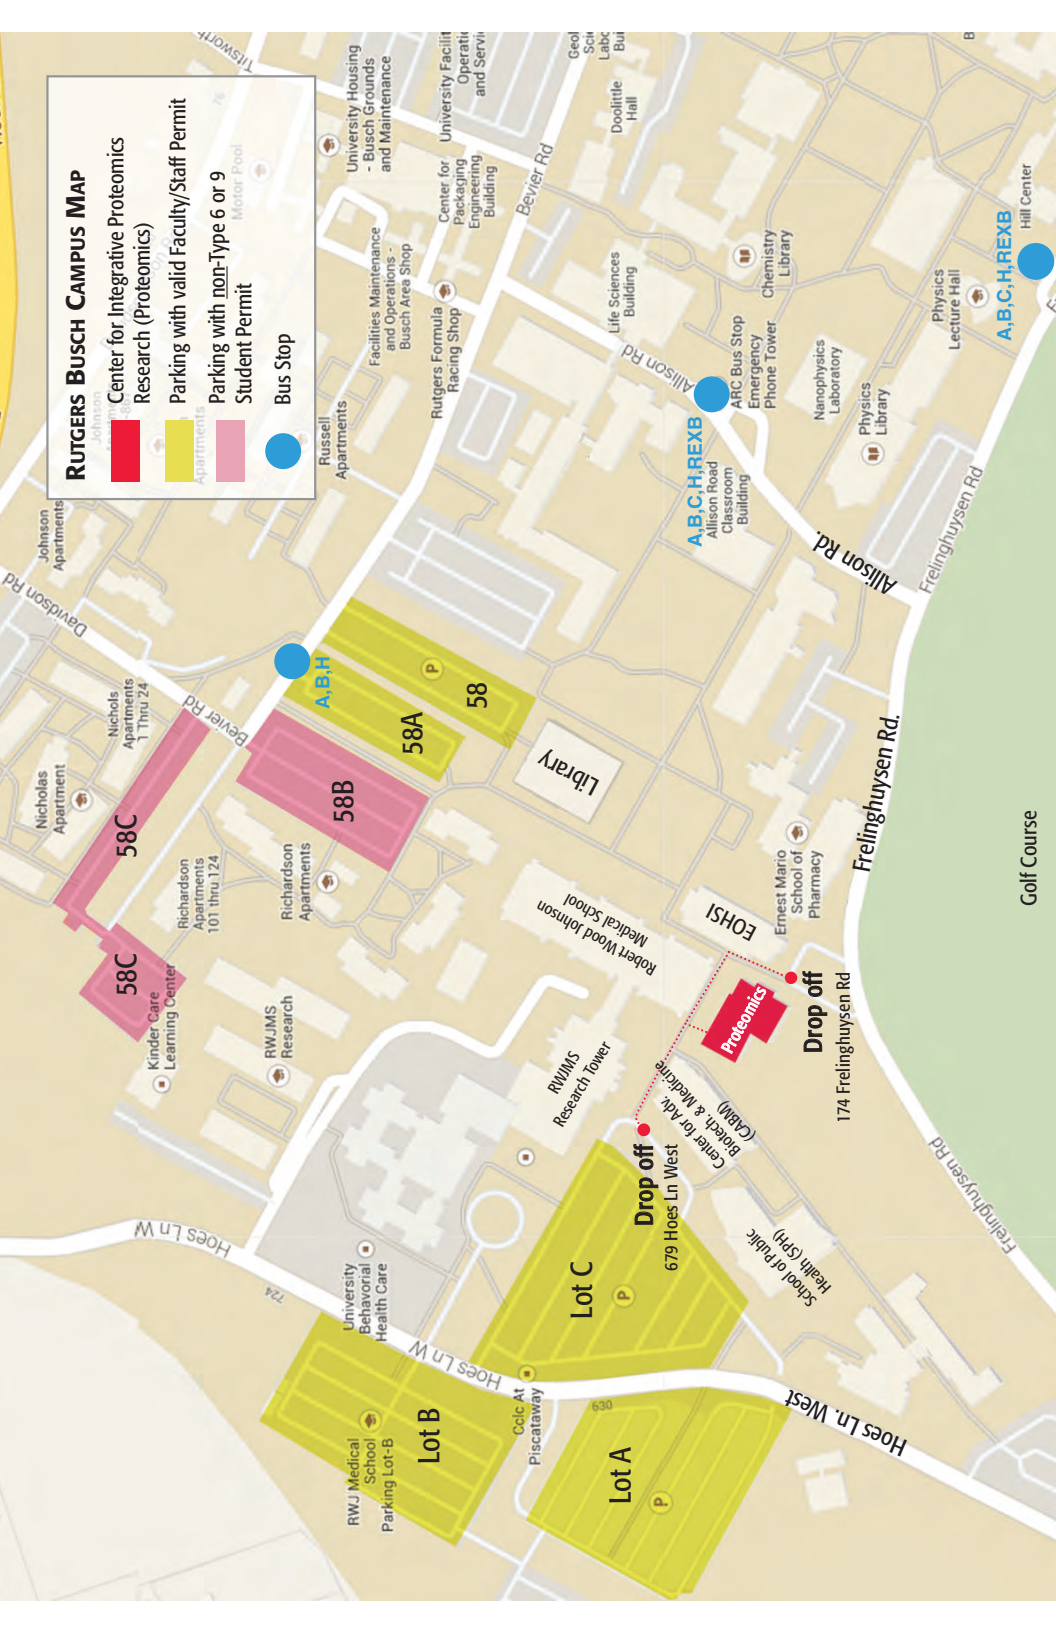 RUTGERS BUSCH CAMPUS MAP
Center for Integrative Proteomics
Research (Proteomics)
Parking with valid Faculty/Staff Permit
Parking with non-Type 6 or 9
Student Permit
Bus Stop
Titsworth
76
Motor Pool
Johnson
Apartments
University Housing
- Busch Grounds
and Maintenance
Center for
Packaging
Engineering
Building
Bevier Rd
Doolittle
Hall
Facilities Maintenance
and Operations -
Busch Area Shop
Rutgers Formula
Racing Shop
Russell
Apartments
Life Sciences
Building
Allison Rd
Chemistry
Library
ARC Bus Stop
Emergency
Phone Tower
Hill Center
A,B,C,H,REXB
Physics
Lecture Hall
Nanophysics
Laboratory
Physics
Library
A,B,C,H,REXB
Allison Road
Classroom
Building
Allison Rd.
Frelinghuysen Rd
Johnson
Apartments
Davidson Rd
Nichols
Apartments
1 Thru 24
Bevier Rd
A,B,H
Nicholas
Apartment
58C
58B
58A
58
P
Library
Richardson
Apartments
101 thru 124
Richardson
Apartments
58C
Kinder Care
Learning Center
RWJMS
Research
Robert Wood Johnson
Medical School
EOHSI
Ernest Mario
School of
Pharmacy
Frelinghuysen Rd.
Golf Course
Proteomics
Drop off
174 Frelinghuysen Rd
RWJMS
Research Tower
Center for Adv.
Biotech. & Medicine
(CABM)
Drop off
679 Hoes Ln West
School of Public
Health (SPH)
Frelinghuysen Rd
Hoes Ln W
724
University
Behavorial
Health Care
Hoes Ln W
Lot C
P
Cclc At
Piscataway
630
Lot B
RWJ Medical
School
Parking Lot-B
Lot A
P
Hoes Ln. West